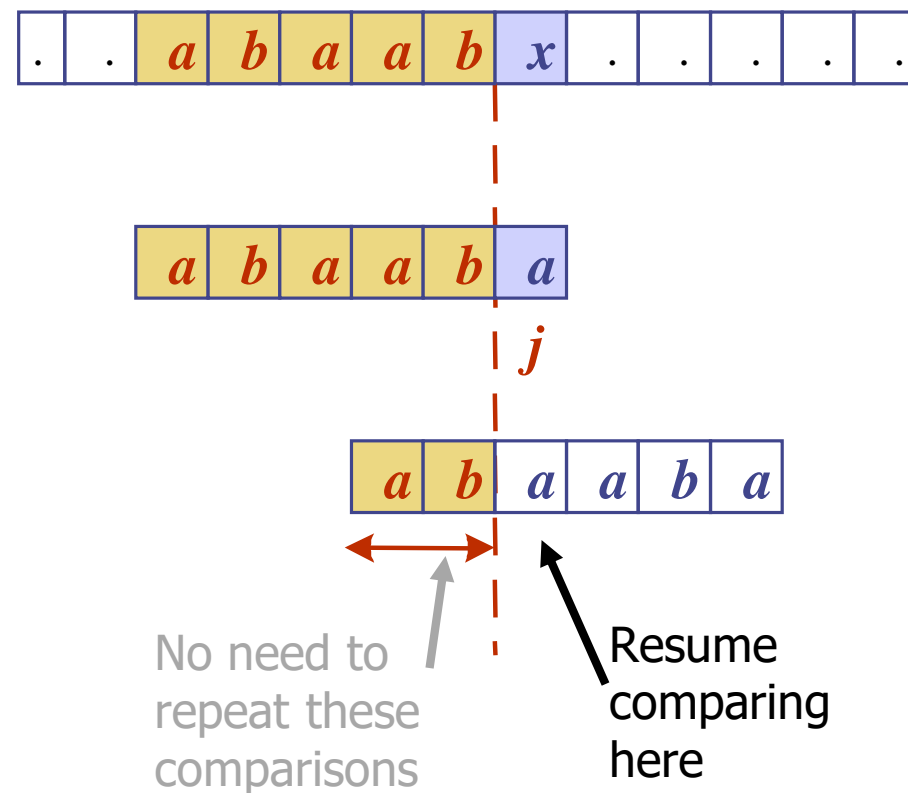 . . a b a a b x . . . . .
a b a a b a
j
a b a a b a
No need to
repeat these
comparisons
Resume
comparing
here